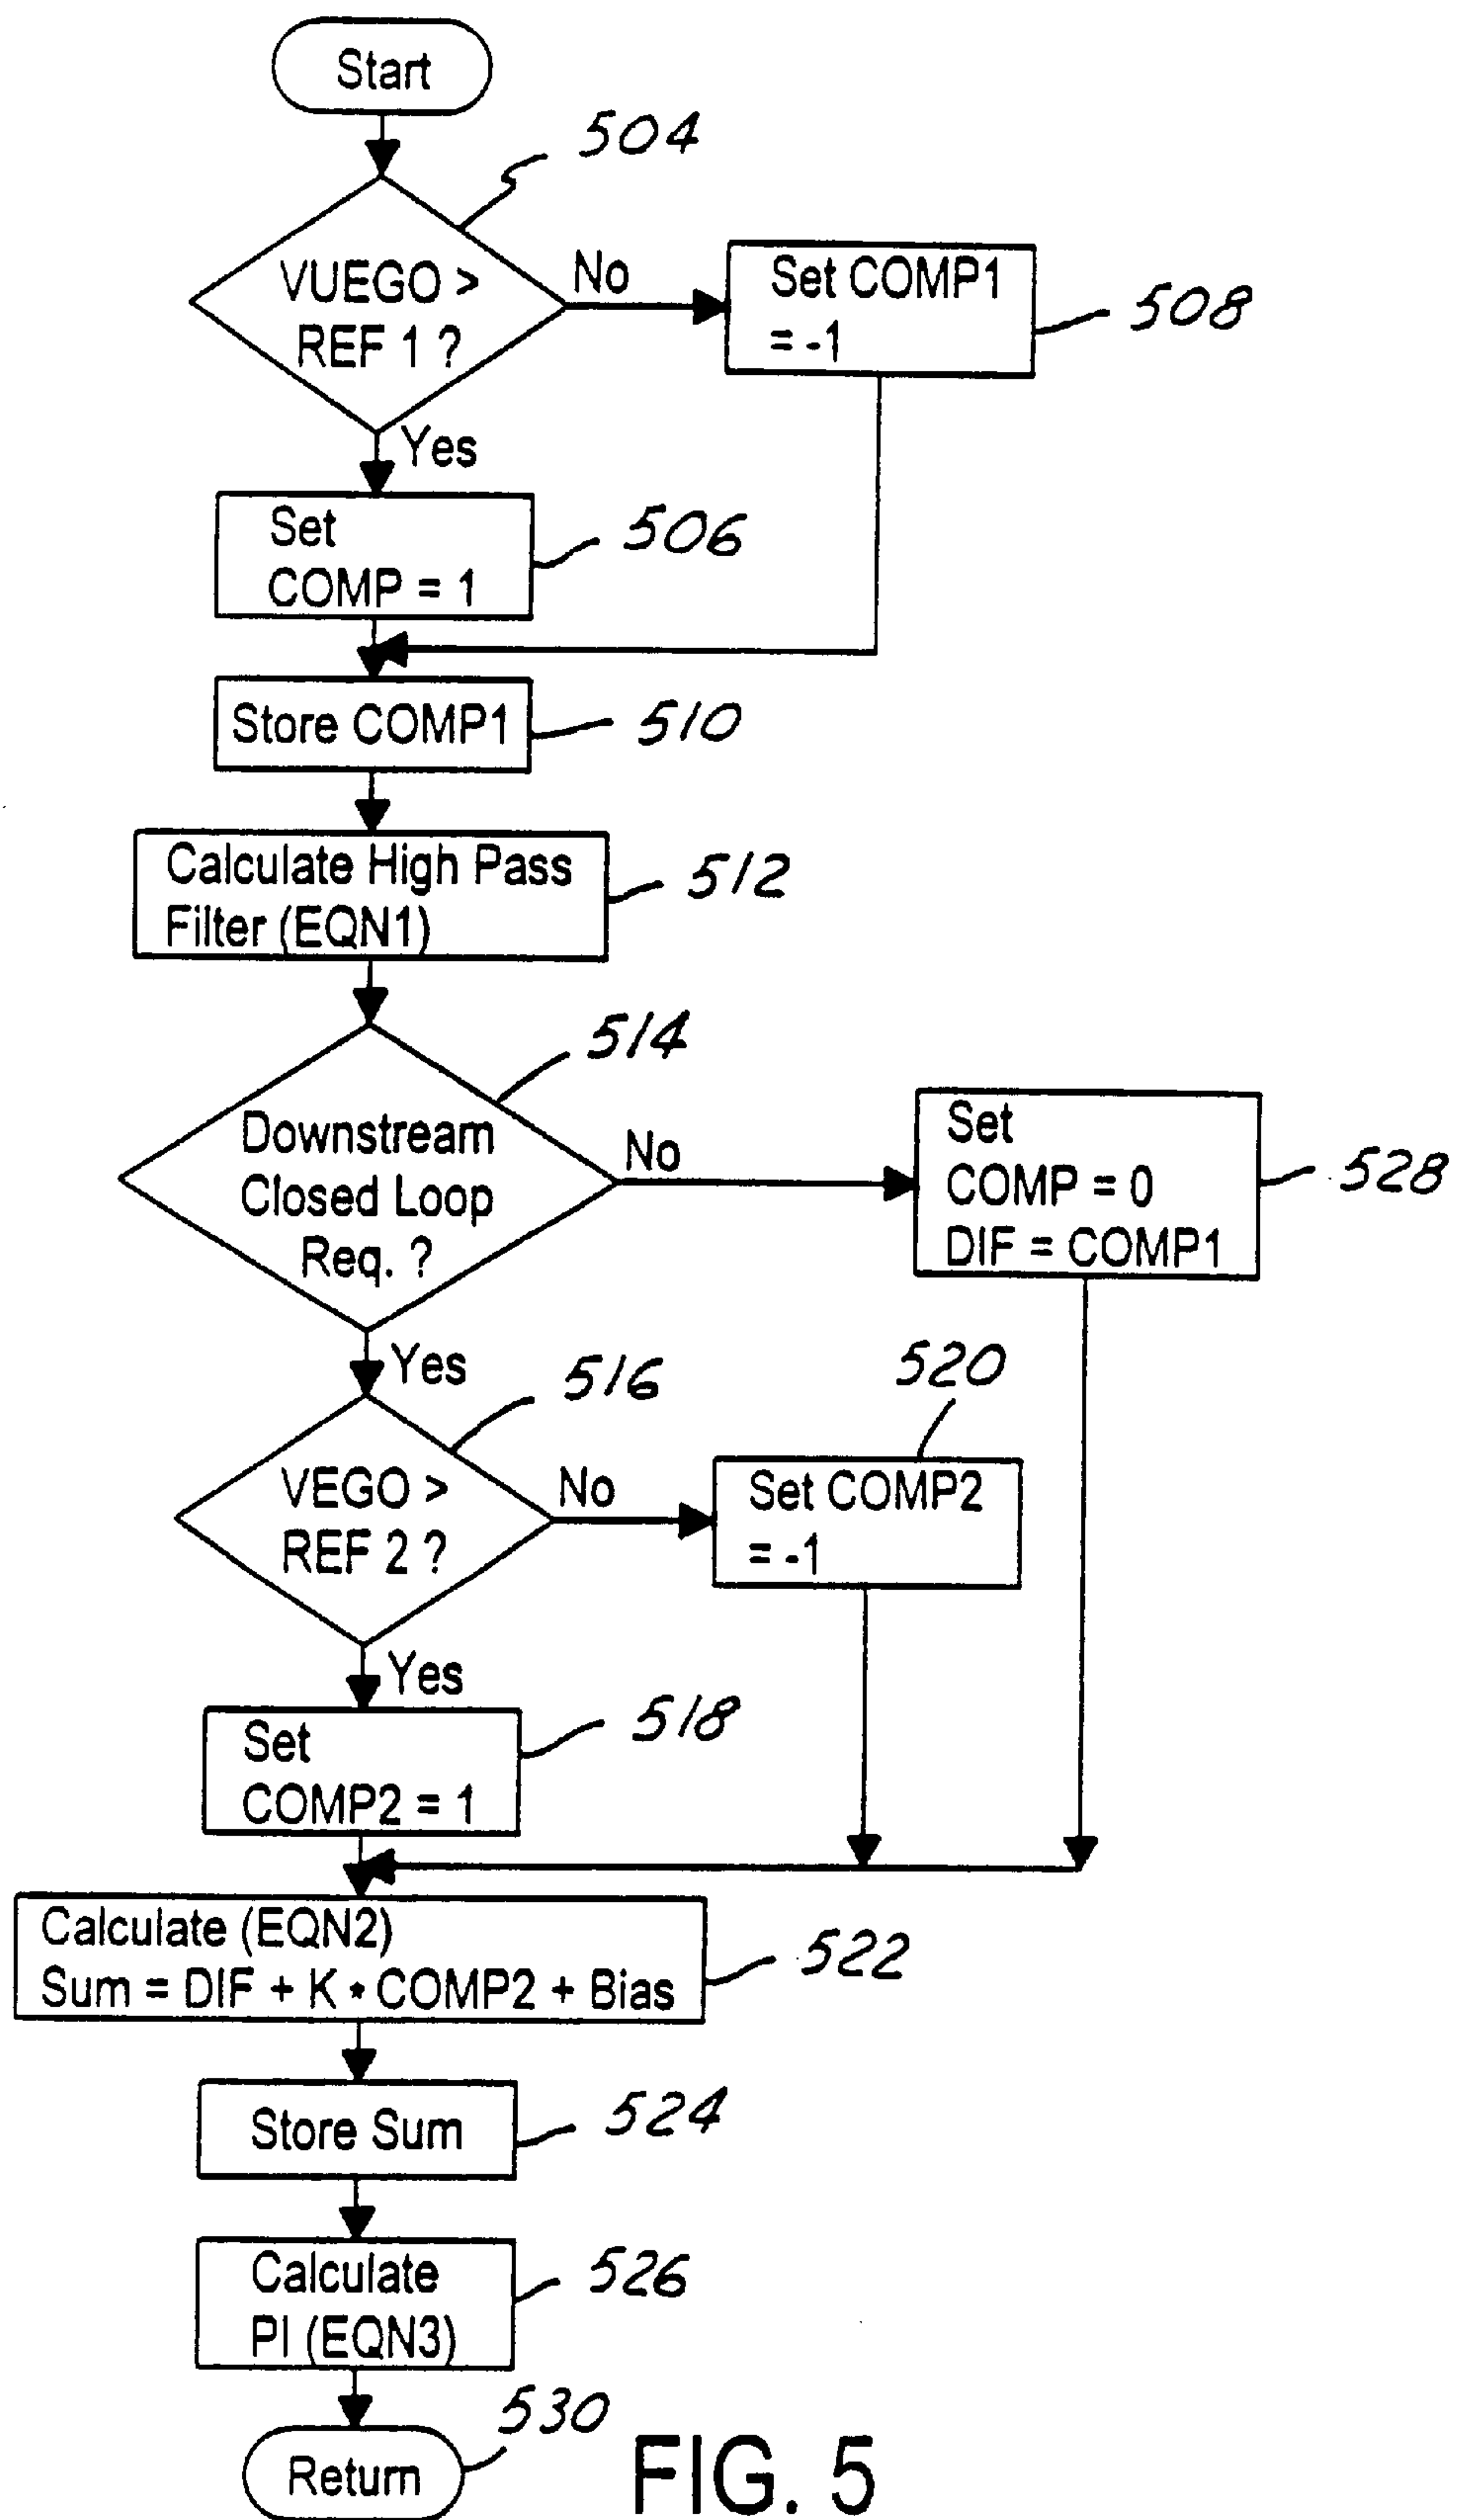 Start
504
VUEGO >
REF 1 ?
No
Set COMP1
= -1
508
Yes
Set
COMP = 1
506
Store COMP1
510
Calculate High Pass
Filter (EQN1)
512
514
Downstream
Closed Loop
Req. ?
No
Set
COMP = 0
DIF = COMP1
528
Yes
516
520
VEGO >
REF 2 ?
No
Set COMP2
= -1
Yes
Set
COMP2 = 1
518
Calculate (EQN2)
Sum = DIF + K * COMP2 + Bias
522
Store Sum
524
Calculate
PI (EQN3)
526
530
Return
FIG. 5